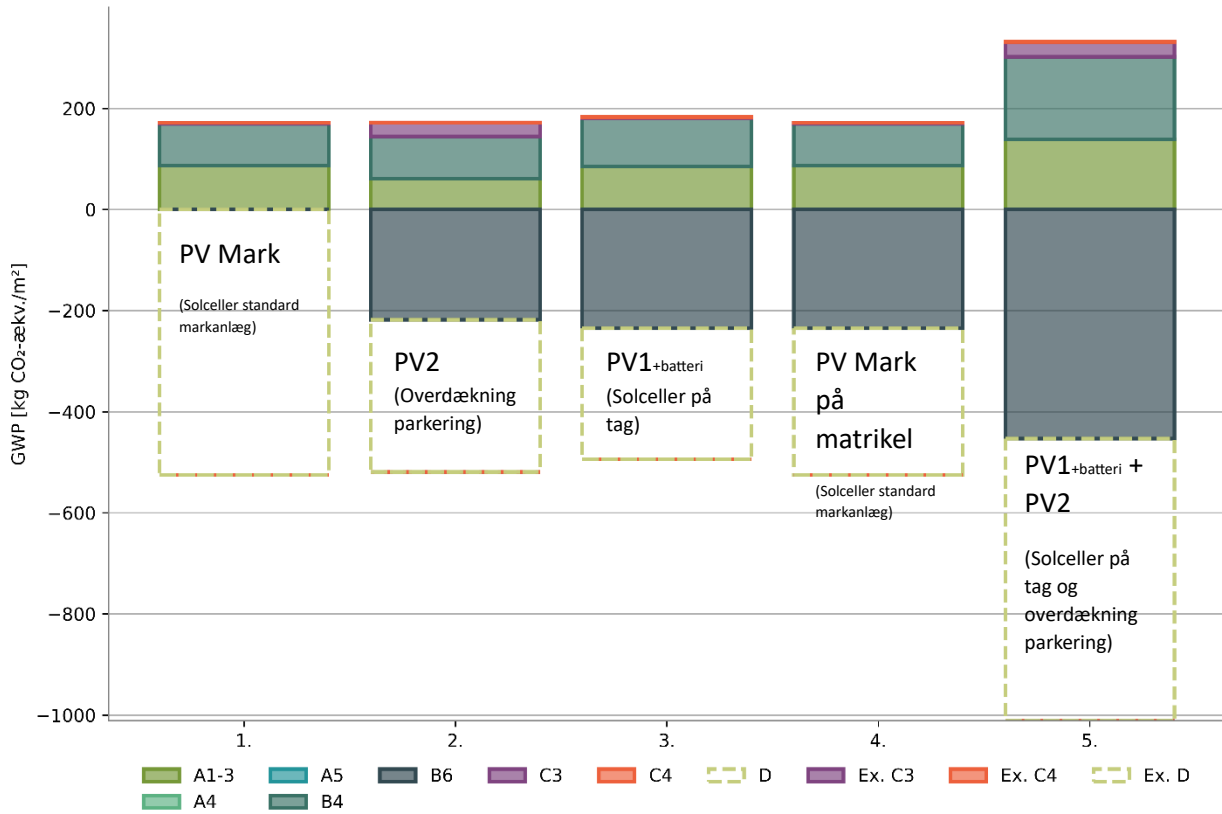 GWP [kg CO₂-ækv./m²]
200
0
−200
−400
−600
−800
−1000
PV Mark
(Solceller standard
markanlæg)
PV2
(Overdækning
parkering)
PV1+batteri
(Solceller på
tag)
PV Mark
på
matrikel
(Solceller standard
markanlæg)
PV1+batteri +
PV2
(Solceller på
tag og
overdækning
parkering)
1. 2. 3. 4. 5.
A1-3 A5 B6 C3 C4 D Ex. C3 Ex. C4 Ex. D
A4 B4